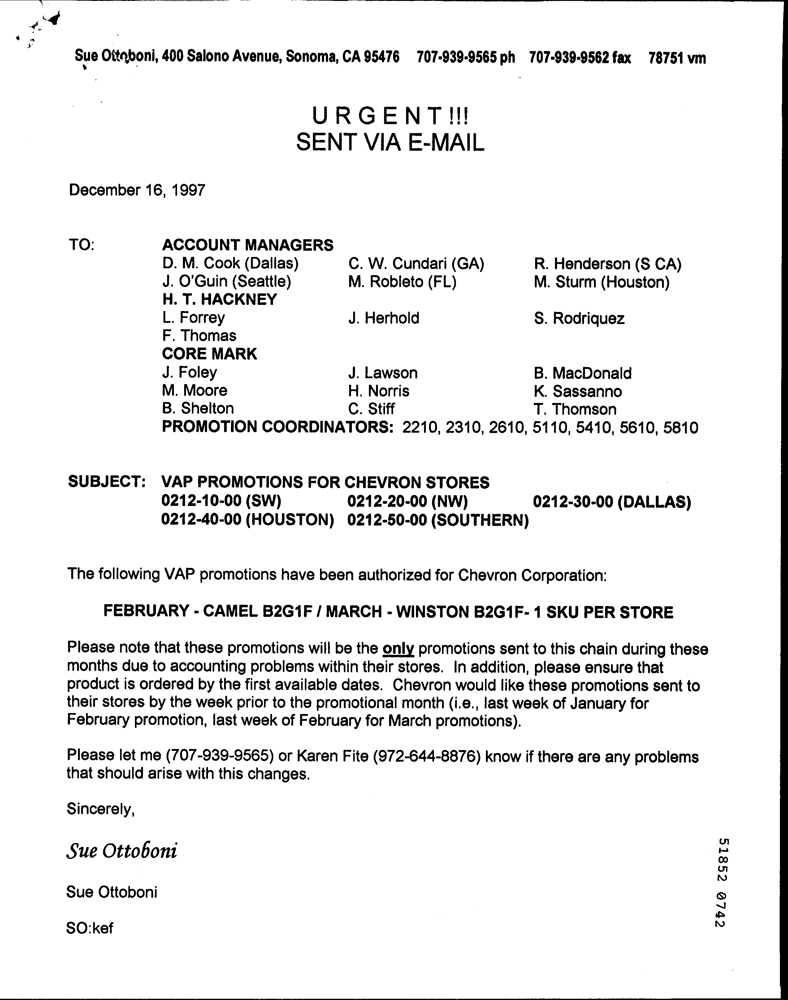 Sue Ottoboni, 400 Salono Avenue, Sonoma, CA 95476 707-939-9565 ph 707-939-9562 fax 78751 vm
U R G E N T !!!
SENT VIA E-MAIL
December 16, 1997
TO: ACCOUNT MANAGERS
D. M. Cook (Dallas) C. W. Cundari (GA) R. Henderson (S CA)
J. O'Guin (Seattle) M. Robleto (FL) M. Sturm (Houston)
H. T. HACKNEY
L. Forrey J. Herhold S. Rodriquez
F. Thomas
CORE MARK
J. Foley J. Lawson B. MacDonald
M. Moore H. Norris K. Sassanno
B. Shelton C. Stiff T. Thomson
PROMOTION COORDINATORS: 2210, 2310, 2610, 5110, 5410, 5610, 5810
SUBJECT: VAP PROMOTIONS FOR CHEVRON STORES
0212-10-00 (SW) 0212-20-00 (NW) 0212-30-00 (DALLAS)
0212-40-00 (HOUSTON) 0212-50-00 (SOUTHERN)
The following VAP promotions have been authorized for Chevron Corporation:
FEBRUARY - CAMEL B2G1F / MARCH - WINSTON B2G1F- 1 SKU PER STORE
Please note that these promotions will be the only promotions sent to this chain during these
months due to accounting problems within their stores. In addition, please ensure that
product is ordered by the first available dates. Chevron would like these promotions sent to
their stores by the week prior to the promotional month (i.e., last week of January for
February promotion, last week of February for March promotions).
Please let me (707-939-9565) or Karen Fite (972-644-8876) know if there are any problems
that should arise with this changes.
Sincerely,
Sue Ottoboni
Sue Ottoboni
SO:kef
51852 0742